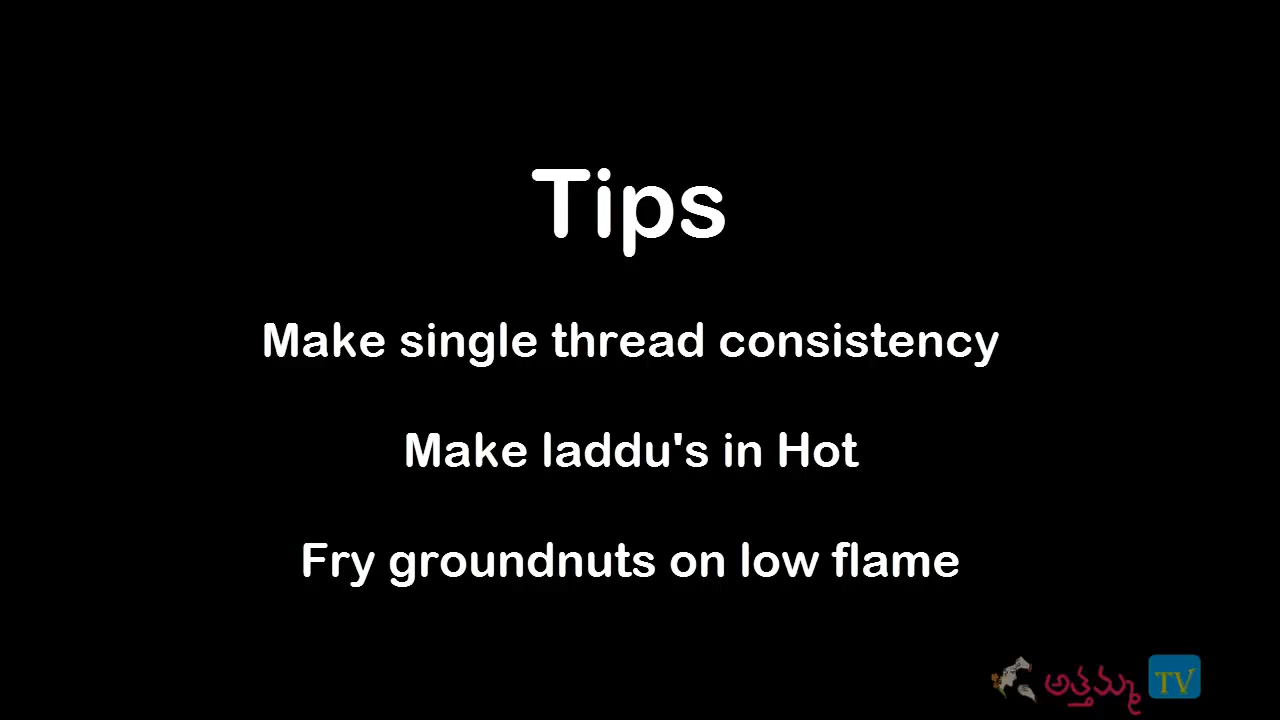 Tips
Make single thread consistency
Make laddu's in Hot
Fry groundnuts on low flame
అత్తమ్మ TV